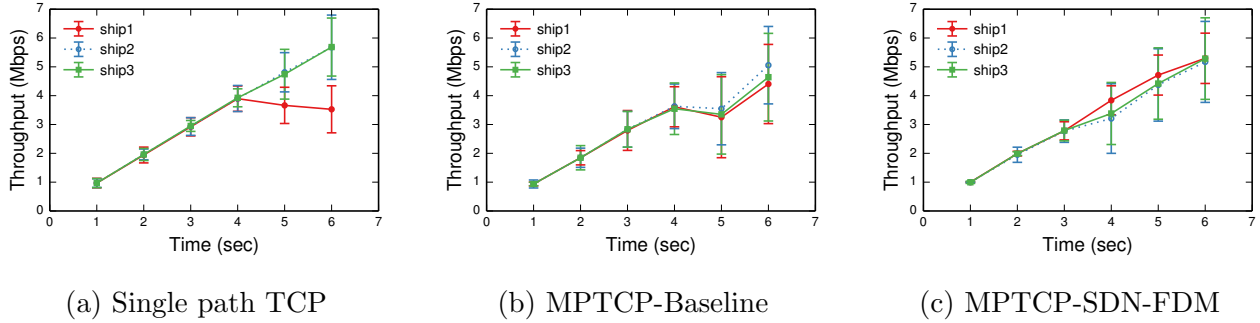 7
6
5
4
3
2
1
0
Throughput (Mbps)
ship1
ship2
ship3
0 1 2 3 4 5 6 7
Time (sec)
(a) Single path TCP
7
6
5
4
3
2
1
0
Throughput (Mbps)
ship1
ship2
ship3
0 1 2 3 4 5 6 7
Time (sec)
(b) MPTCP-Baseline
7
6
5
4
3
2
1
0
Throughput (Mbps)
ship1
ship2
ship3
0 1 2 3 4 5 6 7
Time (sec)
(c) MPTCP-SDN-FDM